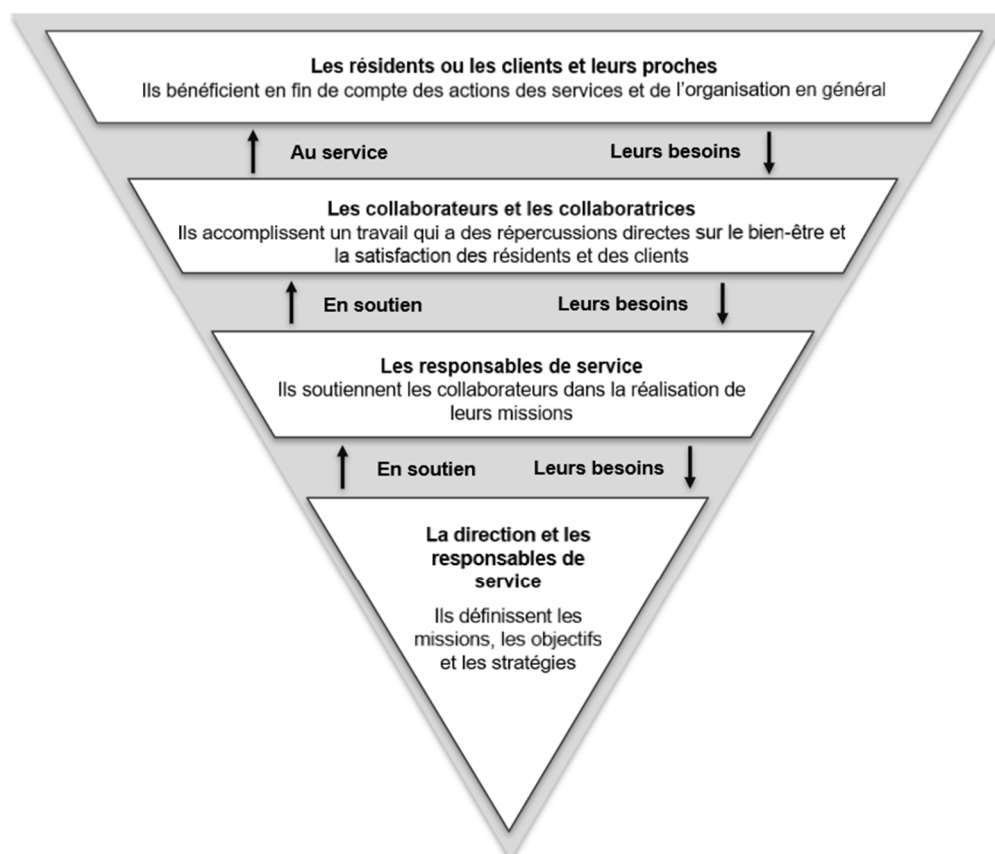 Les résidents ou les clients et leurs proches
Ils bénéficient en fin de compte des actions des services et de l'organisation en général
Au service
Leurs besoins
Les collaborateurs et les collaboratrices
Ils accomplissent un travail qui a des répercussions directes sur le bien-être et
la satisfaction des résidents et des clients
En soutien
Leurs besoins
Les responsables de service
Ils soutiennent les collaborateurs dans la réalisation de
leurs missions
En soutien
Leurs besoins
La direction et les
responsables de
service
Ils définissent les
missions, les objectifs
et les stratégies